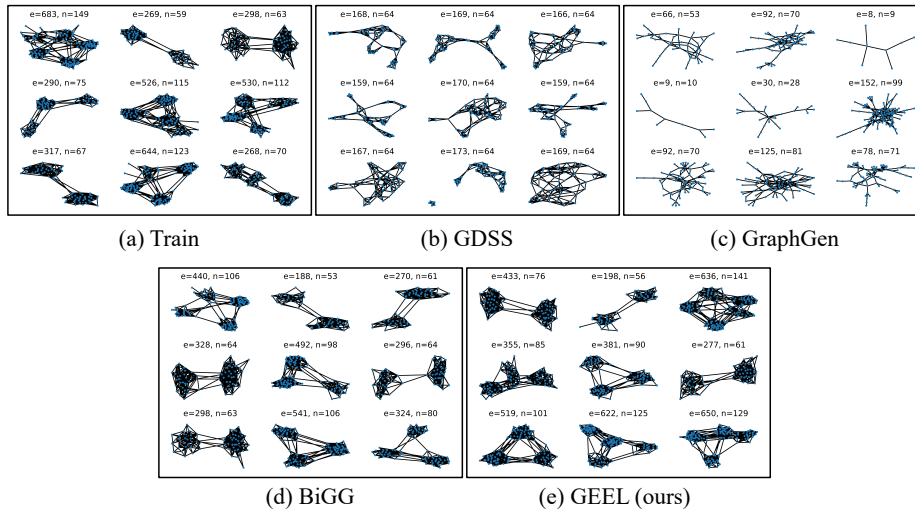 e=683, n=149 e=269, n=59 e=298, n=63
e=290, n=75 e=526, n=115 e=530, n=112
e=317, n=67 e=644, n=123 e=268, n=70
(a) Train
e=168, n=64 e=169, n=64 e=166, n=64
e=159, n=64 e=170, n=64 e=159, n=64
e=167, n=64 e=173, n=64 e=169, n=64
(b) GDSS
e=66, n=53 e=92, n=70 e=8, n=9
e=9, n=10 e=30, n=28 e=152, n=99
e=92, n=70 e=125, n=81 e=78, n=71
(c) GraphGen
e=440, n=106 e=188, n=53 e=270, n=61
e=328, n=64 e=492, n=98 e=296, n=64
e=298, n=63 e=541, n=106 e=324, n=80
(d) BiGG
e=433, n=76 e=198, n=56 e=636, n=141
e=355, n=85 e=381, n=90 e=277, n=61
e=519, n=101 e=622, n=125 e=650, n=129
(e) GEEL (ours)